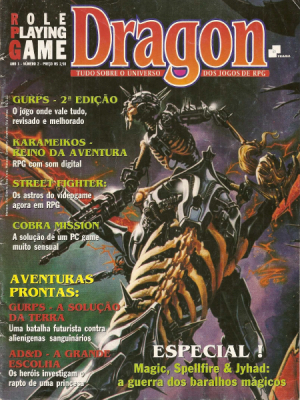 ROLE
PLAYING
GAME
Dragon
TUDO SOBRE O UNIVERSO DOS JOGOS DE RPG
GURPS - 2ª EDIÇÃO
O jogo onde vale tudo,
revisado e melhorado
KARAMEIKOS -
REINO DA AVENTURA
RPG com som digital
STREET FIGHTER:
Os astros do videogame
agora em RPG
COBRA MISSION
A solução de um PC game
muito sensual
AVENTURAS
PRONTAS:
GURPS - A SOLUÇÃO
DA TERRA
Uma batalha futurista contra
alienígenas sanguinários
AD&D - A GRANDE
ESCOLHA
Os heróis investigam o
rapto de uma princesa
ESPECIAL !
Magic, Spellfire & Jyhad:
a guerra dos baralhos mágicos